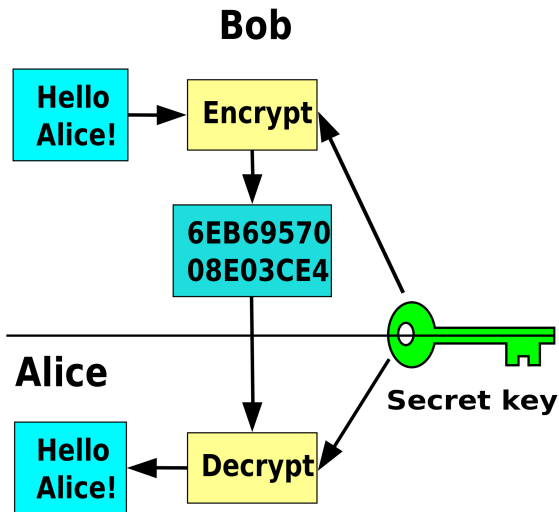 Bob
Hello
Alice!
Encrypt
6EB69570
08E03CE4
Alice
Secret key
Hello
Alice!
Decrypt